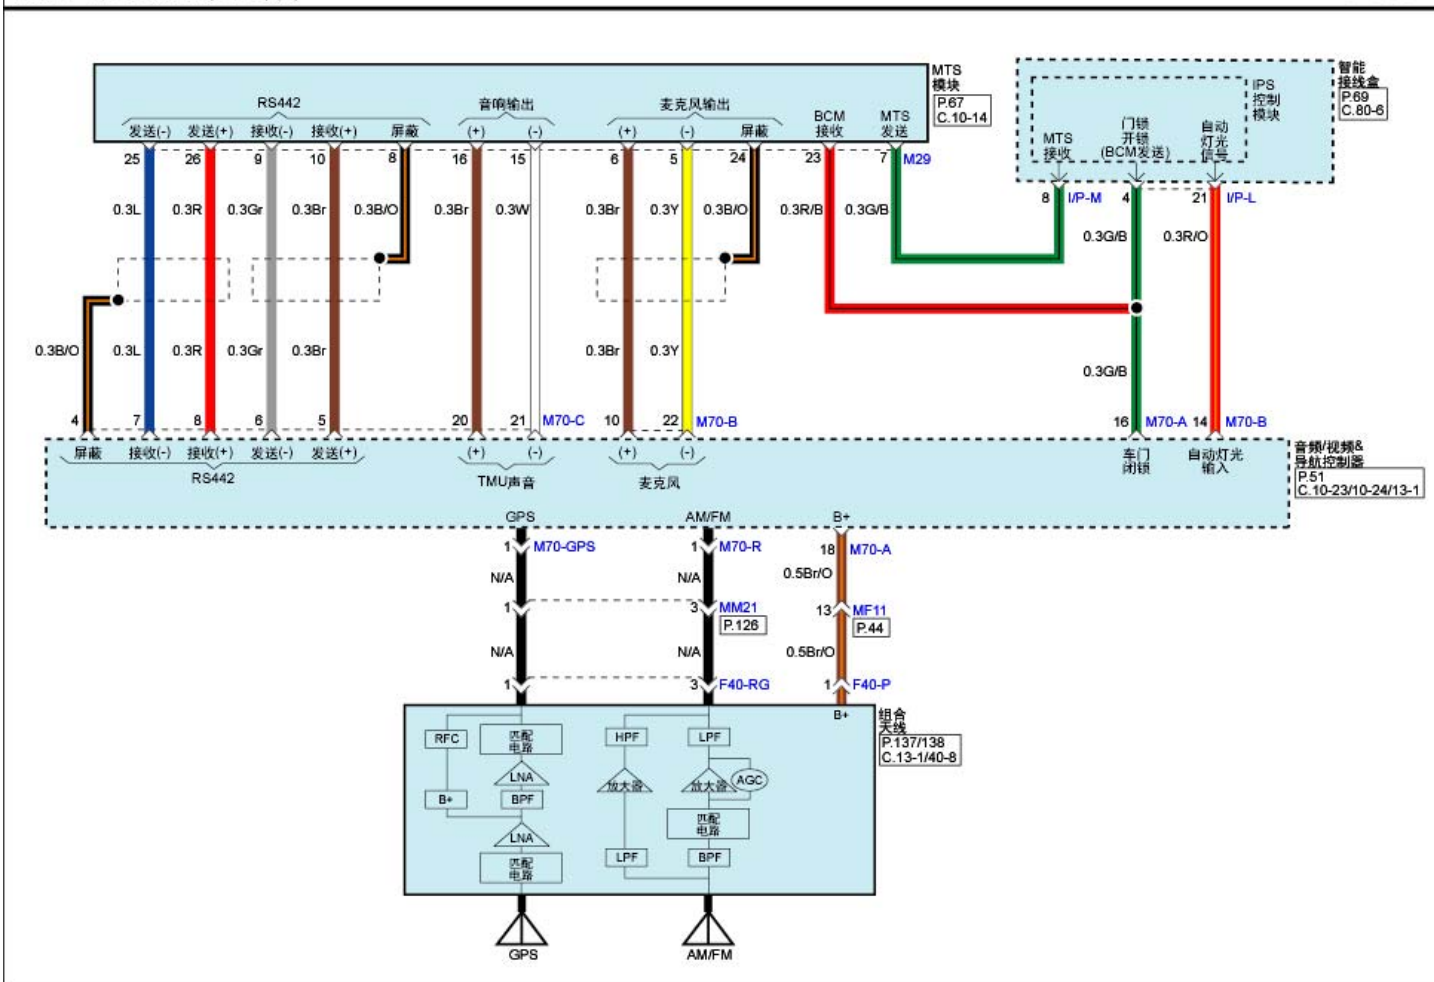 MTS
模块
P.67
C.10-14
RS442
音响输出
麦克风输出
BCM
接收
MTS
发送
发送(-)
发送(+)
接收(-)
接收(+)
屏蔽
(+)
(-)
(+)
(-)
屏蔽
25
26
9
10
8
16
15
6
5
24
23
7
M29
智能
接线盒
P.69
C.80-6
IPS
控制
模块
MTS
接收
门锁
开锁
(BCM发送)
自动
灯光
信号
8
I/P-M
4
21
I/P-L
0.3L
0.3R
0.3Gr
0.3Br
0.3B/O
0.3Br
0.3W
0.3Br
0.3Y
0.3B/O
0.3R/B
0.3G/B
0.3G/B
0.3R/O
0.3B/O
0.3L
0.3R
0.3Gr
0.3Br
0.3Br
0.3Y
0.3G/B
4
7
8
6
5
20
21
M70-C
10
22
M70-B
16
M70-A
14
M70-B
屏蔽
接收(-)
接收(+)
发送(-)
发送(+)
RS442
(+)
(-)
TMU声音
(+)
(-)
麦克风
车门
闭锁
自动灯光
输入
音频/视频&
导航控制器
P.51
C.10-23/10-24/13-1
GPS
AM/FM
B+
1
M70-GPS
1
M70-R
18
M70-A
N/A
N/A
0.5Br/O
1
3
MM21
P.126
13
MF11
P.44
N/A
N/A
0.5Br/O
1
3
F40-RG
1
F40-P
B+
组合
天线
P.137/138
C.13-1/40-8
RFC
匹配
电路
LNA
B+
BPF
LNA
匹配
电路
HPF
LPF
放大器
放大器
AGC
匹配
电路
LPF
BPF
GPS
AM/FM